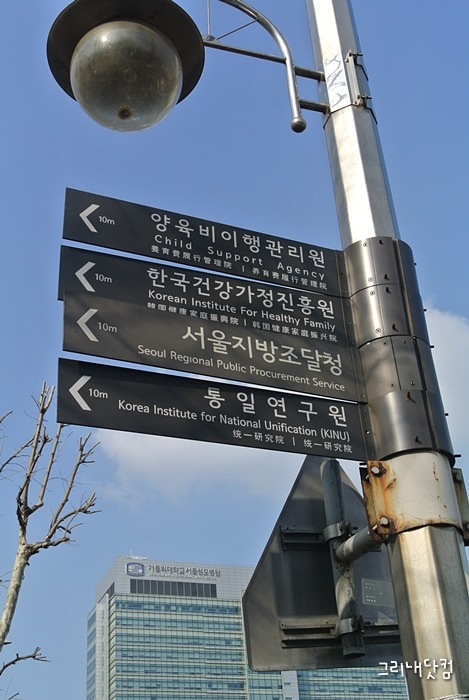 10m 양육비이행관리원
Child Support Agency
養育費履行管理院 | 养育费履行管理院
10m 한국건강가정진흥원
Korean Institute For Healthy Family
韓国健康家庭振興院 | 韩国健康家庭振兴院
10m 서울지방조달청
Seoul Regional Public Procurement Service
10m 통일연구원
Korea Institute for National Unification (KINU)
统一研究院 | 统一研究院
가톨릭대학교 서울성모병원
그리내닷컴